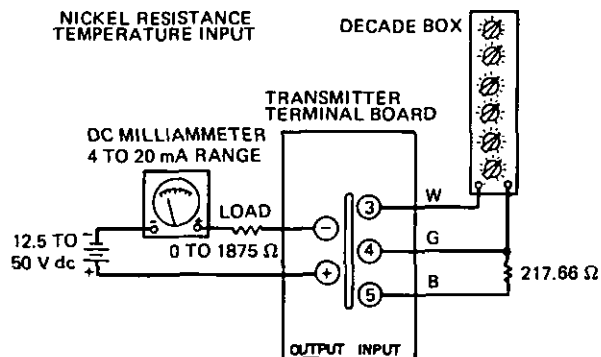 NICKEL RESISTANCE
TEMPERATURE INPUT
DECADE BOX
TRANSMITTER
TERMINAL BOARD
DC MILLIAMMETER
4 TO 20 mA RANGE
LOAD
0 TO 1875 Ω
12.5 TO
50 V dc
-
+
-
+
-
+
3
4
5
W
G
B
217.66 Ω
OUTPUT INPUT